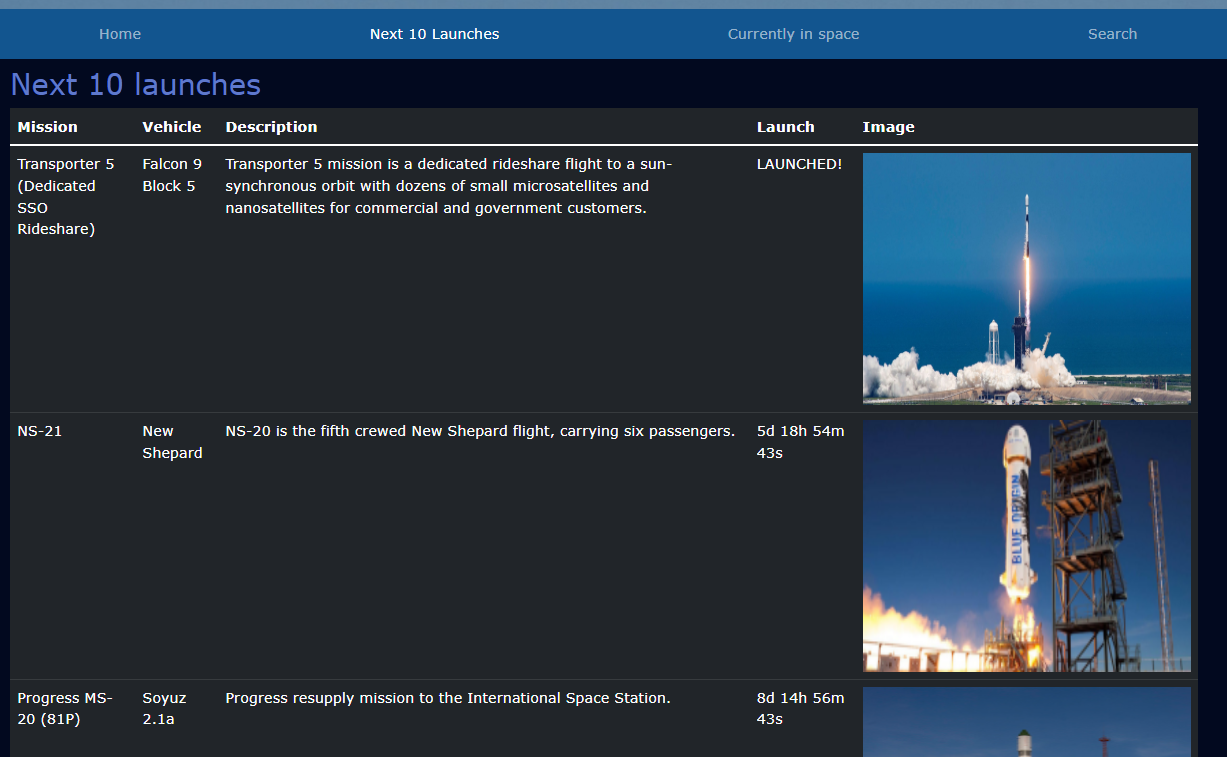 Home Next 10 Launches Currently in space Search
Next 10 launches
Mission Vehicle Description Launch Image
Transporter 5
(Dedicated
SSO
Rideshare)
Falcon 9
Block 5
Transporter 5 mission is a dedicated rideshare flight to a sun-
synchronous orbit with dozens of small microsatellites and
nanosatellites for commercial and government customers.
LAUNCHED!
NS-21
New
Shepard
NS-20 is the fifth crewed New Shepard flight, carrying six passengers.
5d 18h 54m
43s
BLUE ORIGIN
Progress MS-
20 (81P)
Soyuz
2.1a
Progress resupply mission to the International Space Station.
8d 14h 56m
43s